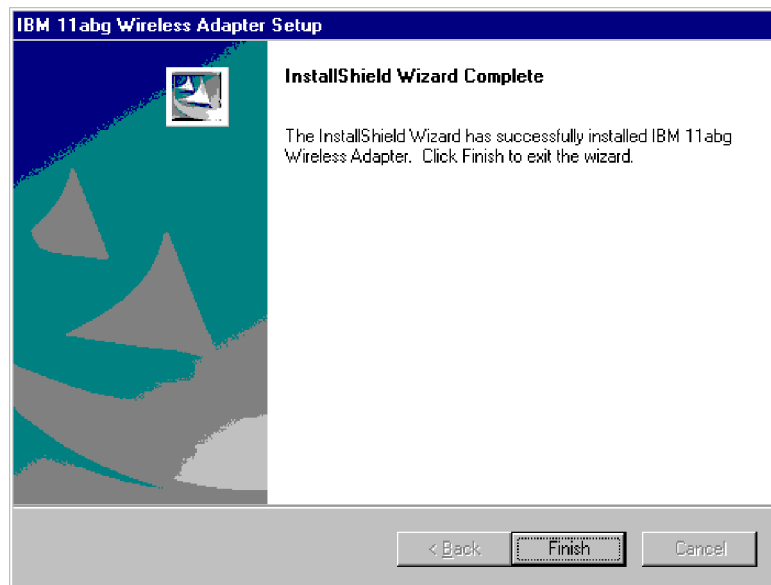 IBM 11abg Wireless Adapter Setup
InstallShield Wizard Complete
The InstallShield Wizard has successfully installed IBM 11abg
Wireless Adapter. Click Finish to exit the wizard.
< Back
Finish
Cancel